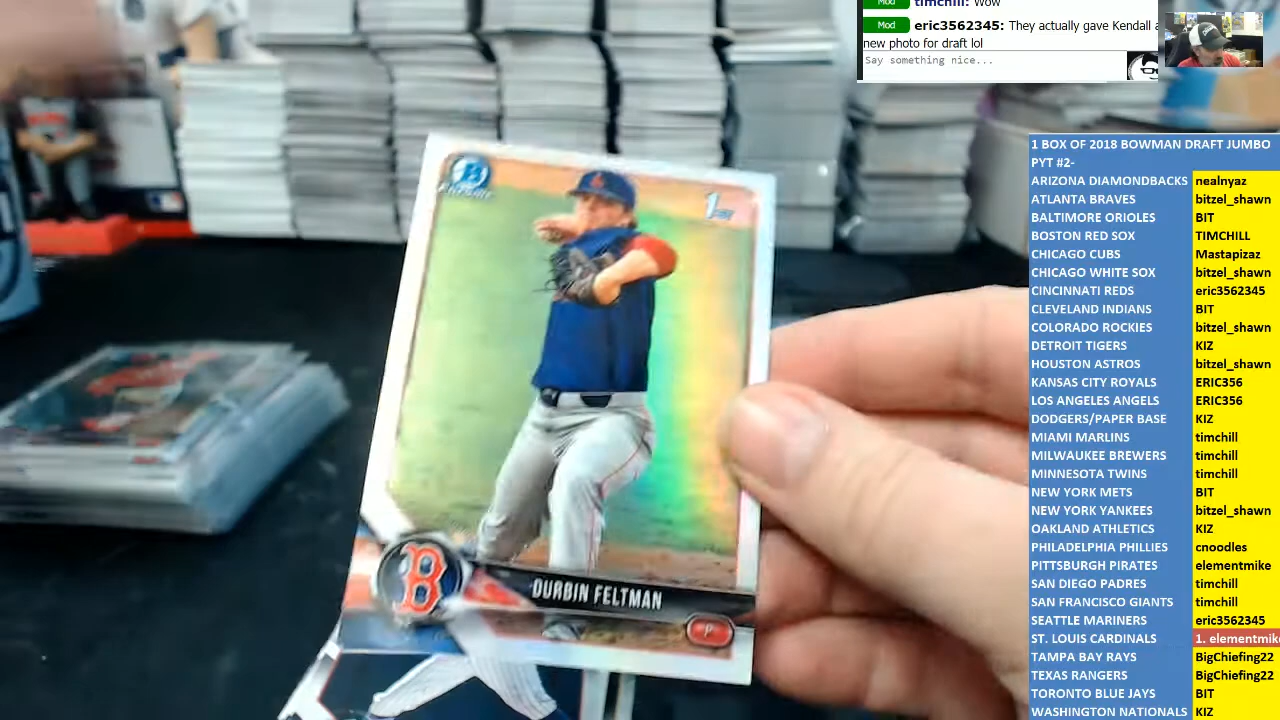 Mod timchill: Wow
Mod eric3562345: They actually gave Kendall a
new photo for draft lol
Say something nice...
1 BOX OF 2018 BOWMAN DRAFT JUMBO
PYT #2-
ARIZONA DIAMONDBACKS nealnyaz
ATLANTA BRAVES bitzel_shawn
BALTIMORE ORIOLES BIT
BOSTON RED SOX TIMCHILL
CHICAGO CUBS Mastapizaz
CHICAGO WHITE SOX bitzel_shawn
CINCINNATI REDS eric3562345
CLEVELAND INDIANS BIT
COLORADO ROCKIES bitzel_shawn
DETROIT TIGERS KIZ
HOUSTON ASTROS bitzel_shawn
KANSAS CITY ROYALS ERIC356
LOS ANGELES ANGELS ERIC356
DODGERS/PAPER BASE KIZ
MIAMI MARLINS timchill
MILWAUKEE BREWERS timchill
MINNESOTA TWINS timchill
NEW YORK METS BIT
NEW YORK YANKEES bitzel_shawn
OAKLAND ATHLETICS KIZ
PHILADELPHIA PHILLIES cnoodles
PITTSBURGH PIRATES elementmike
SAN DIEGO PADRES timchill
SAN FRANCISCO GIANTS timchill
SEATTLE MARINERS eric3562345
ST. LOUIS CARDINALS 1. elementmike
TAMPA BAY RAYS BigChiefing22
TEXAS RANGERS BigChiefing22
TORONTO BLUE JAYS BIT
WASHINGTON NATIONALS KIZ
B
Chrome
1ST
B
DURBIN FELTMAN
P